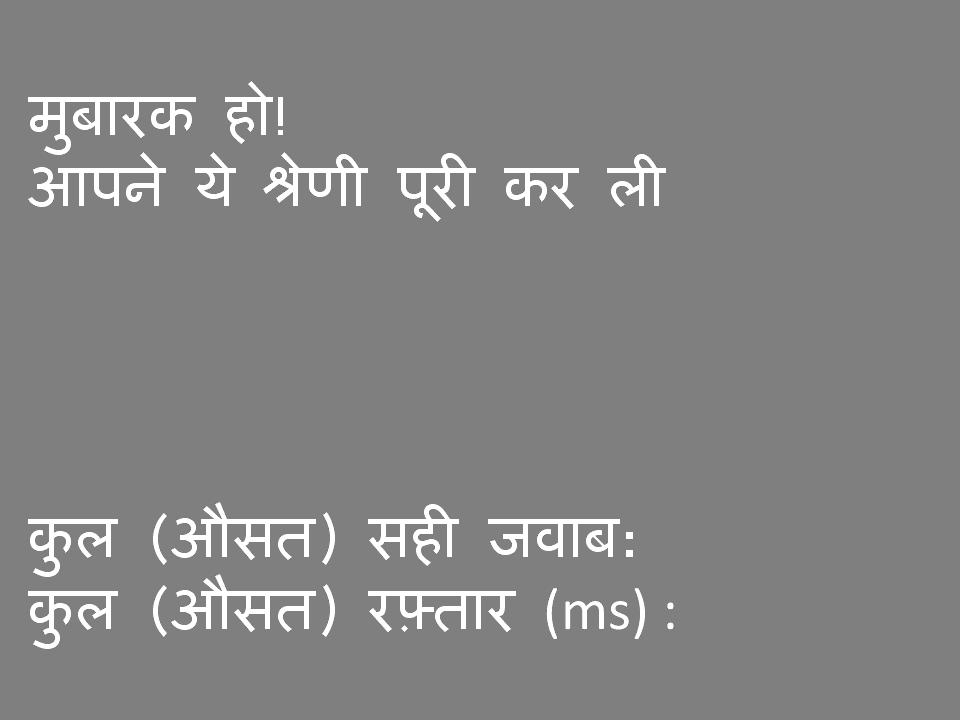 मुबारक हो!
आपने ये श्रेणी पूरी कर ली
कुल (औसत) सही जवाब:
कुल (औसत) रफ़्तार (ms) :